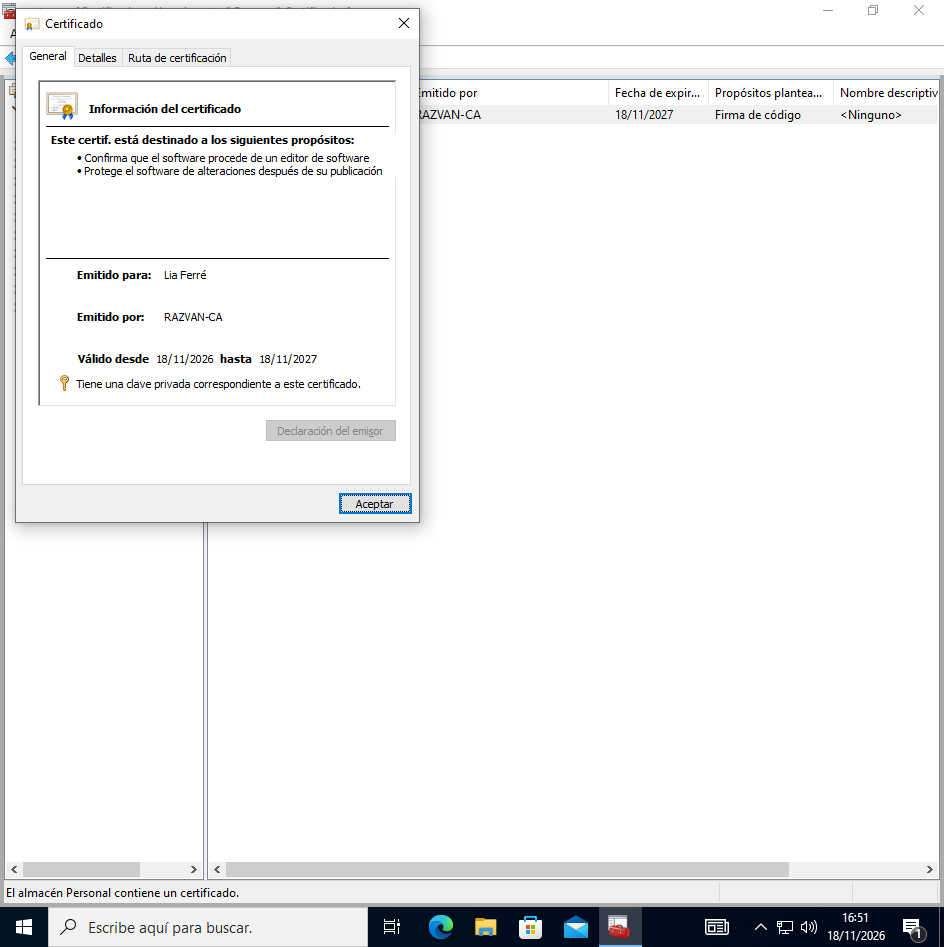 Certificado
General Detalles Ruta de certificación
Información del certificado
Este certif. está destinado a los siguientes propósitos:
• Confirma que el software procede de un editor de software
• Protege el software de alteraciones después de su publicación
Emitido para: Lia Ferré
Emitido por: RAZVAN-CA
Válido desde 18/11/2026 hasta 18/11/2027
Tiene una clave privada correspondiente a este certificado.
Declaración del emisor
Aceptar
Emitido por Fecha de expir... Propósitos plantea... Nombre descriptiv
RAZVAN-CA 18/11/2027 Firma de código <Ninguno>
El almacén Personal contiene un certificado.
Escribe aquí para buscar.
16:51
18/11/2026
1